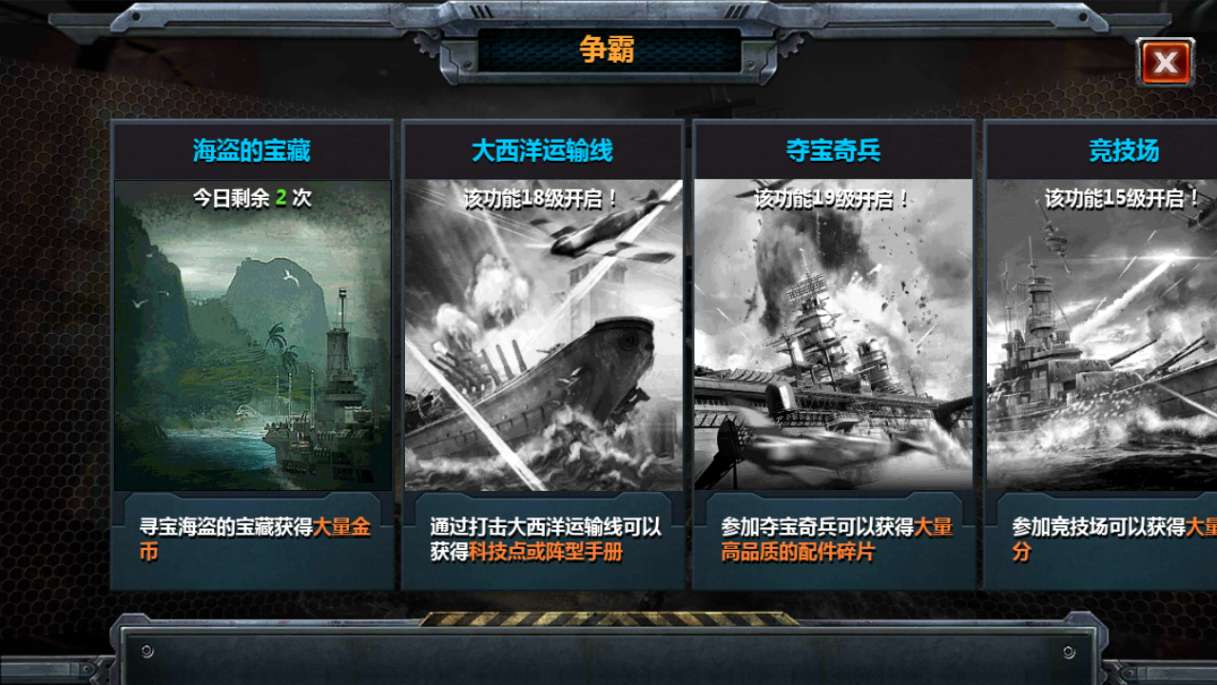 争霸
海盗的宝藏
今日剩余 2 次
寻宝海盗的宝藏获得大量金
币
大西洋运输线
该功能18级开启！
通过打击大西洋运输线可以
获得科技点或阵型手册
夺宝奇兵
该功能19级开启！
参加夺宝奇兵可以获得大量
高品质的配件碎片
竞技场
该功能15级开启！
参加竞技场可以获得大量
分